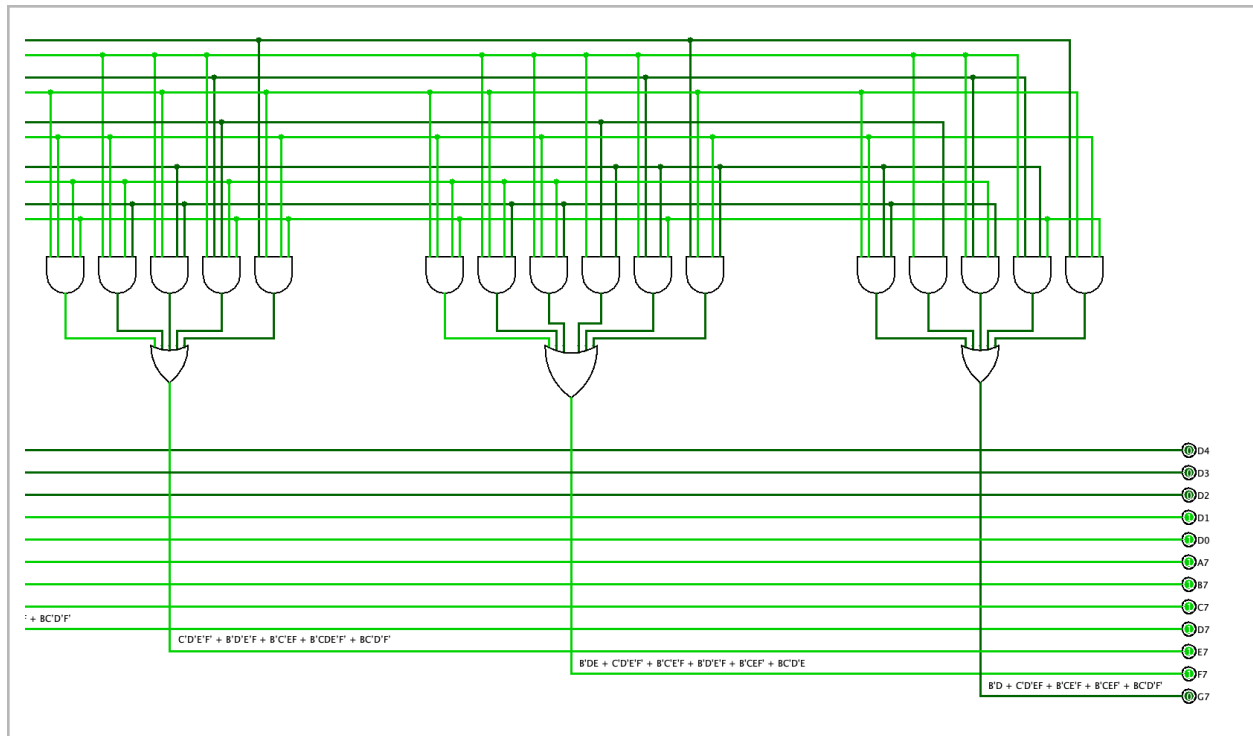 D4
D3
D2
D1
D0
A7
B7
C7
F + BC'D'F'
D7
C'D'E'F' + B'D'E'F + B'C'EF + B'CDE'F' + BC'D'F'
E7
B'DE + C'D'E'F' + B'C'E'F + B'D'E'F + B'CEF' + BC'D'E
F7
B'D + C'D'EF + B'CE'F + B'CEF' + BC'D'F'
G7